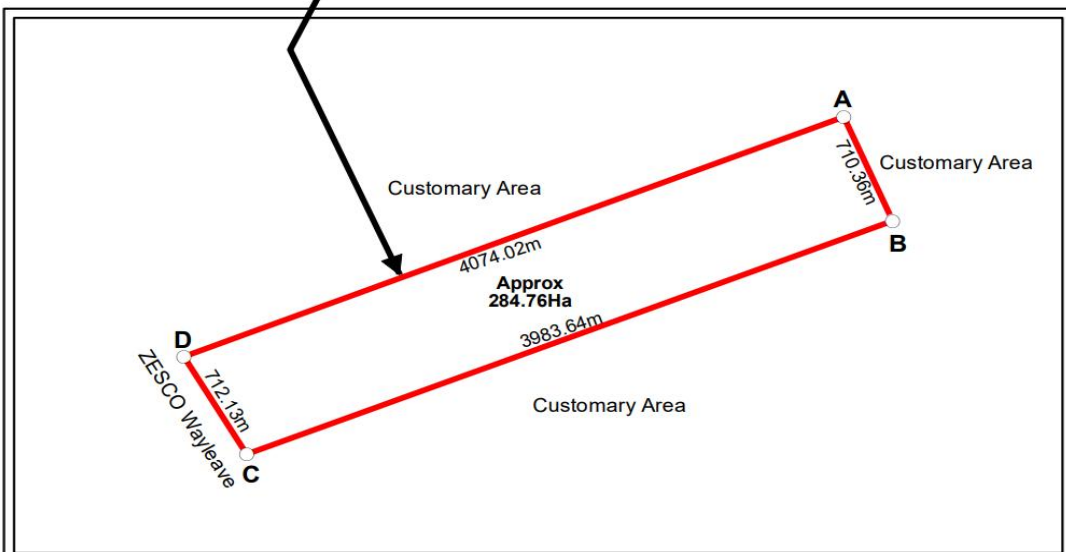 A
710.36m
Customary Area
Customary Area
B
4074.02m
Approx
284.76Ha
3983.64m
D
712.13m
ZESCO Wayleave
Customary Area
C